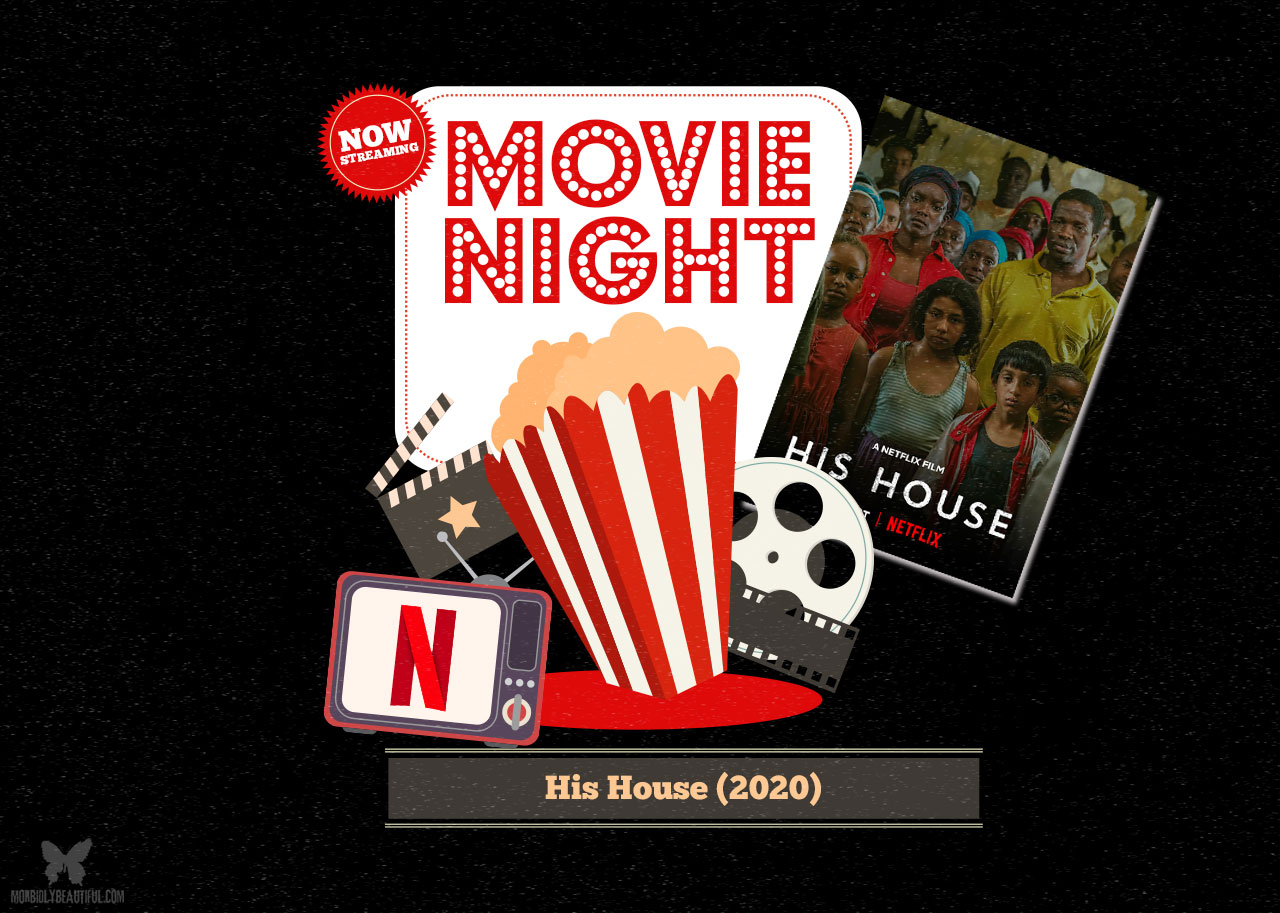 NOW
STREAMING
MOVIE
NIGHT
A NETFLIX FILM
HIS HOUSE
NETFLIX
N
His House (2020)
MORBIDLYBEAUTIFUL.COM